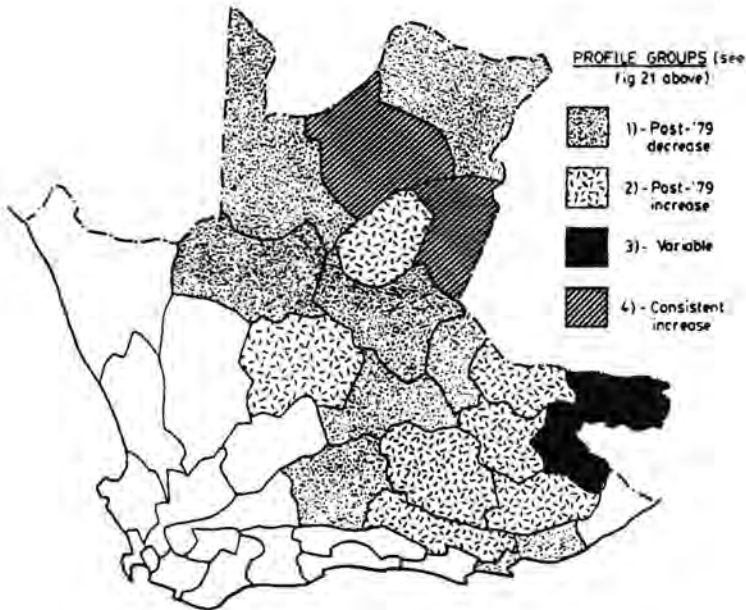 PROFILE GROUPS (see
fig 21 above)
1)- Post-'79
decrease
2)- Post-'79
increase
3)- Variable
4)- Consistent
increase